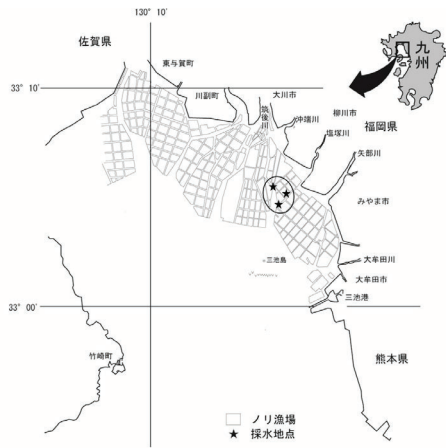 130° 10'
佐賀県
九州
東与賀町
33° 10'
川副町
大川市
筑後川
沖端川
柳川市
福岡県
塩塚川
矢部川
みやま市
三池島
大牟田川
大牟田市
33° 00'
三池港
竹崎町
熊本県
ノリ漁場
★ 採水地点